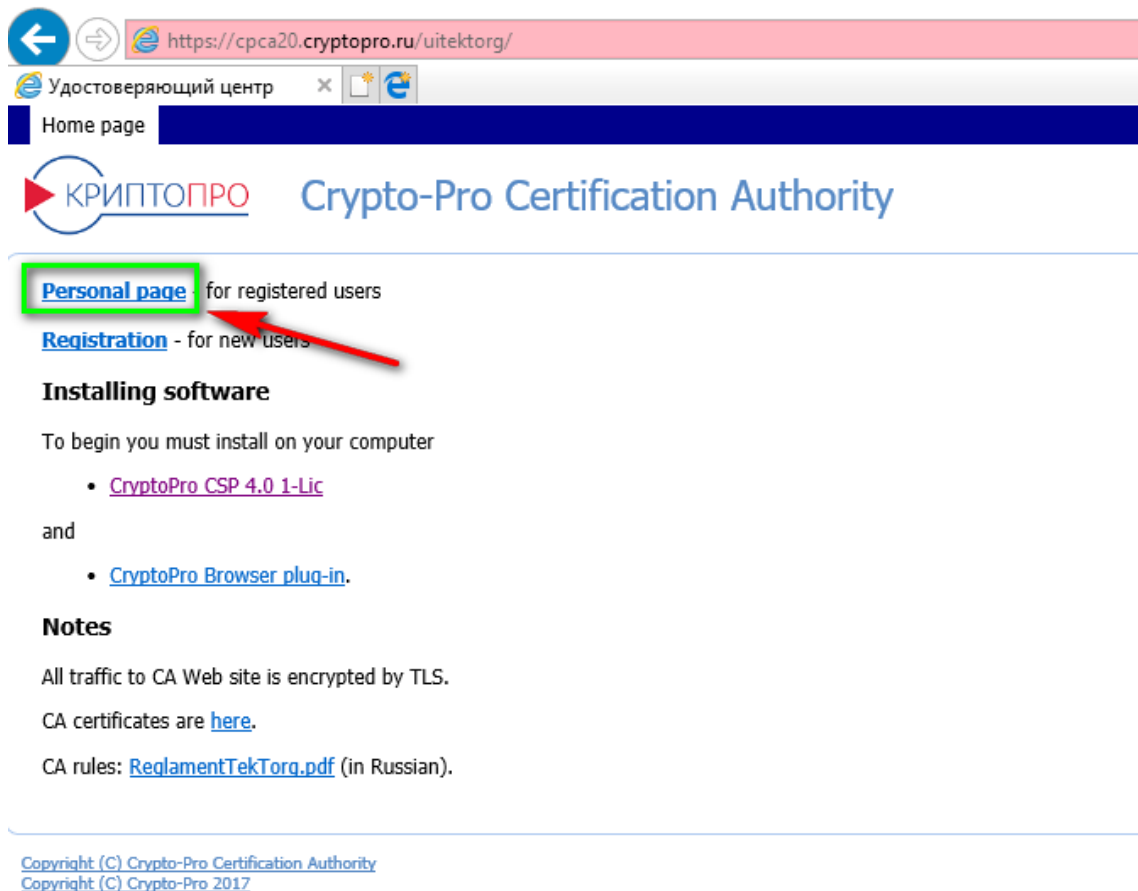 https://cpca20.cryptopro.ru/uitektorg/
Удостоверяющий центр
Home page
КРИПТОПРО
Crypto-Pro Certification Authority
Personal page - for registered users
Registration - for new users
Installing software
To begin you must install on your computer
• CryptoPro CSP 4.0 1-Lic
and
• CryptoPro Browser plug-in.
Notes
All traffic to CA Web site is encrypted by TLS.
CA certificates are here.
CA rules: ReglamentTekTorg.pdf (in Russian).
Copyright (C) Crypto-Pro Certification Authority
Copyright (C) Crypto-Pro 2017